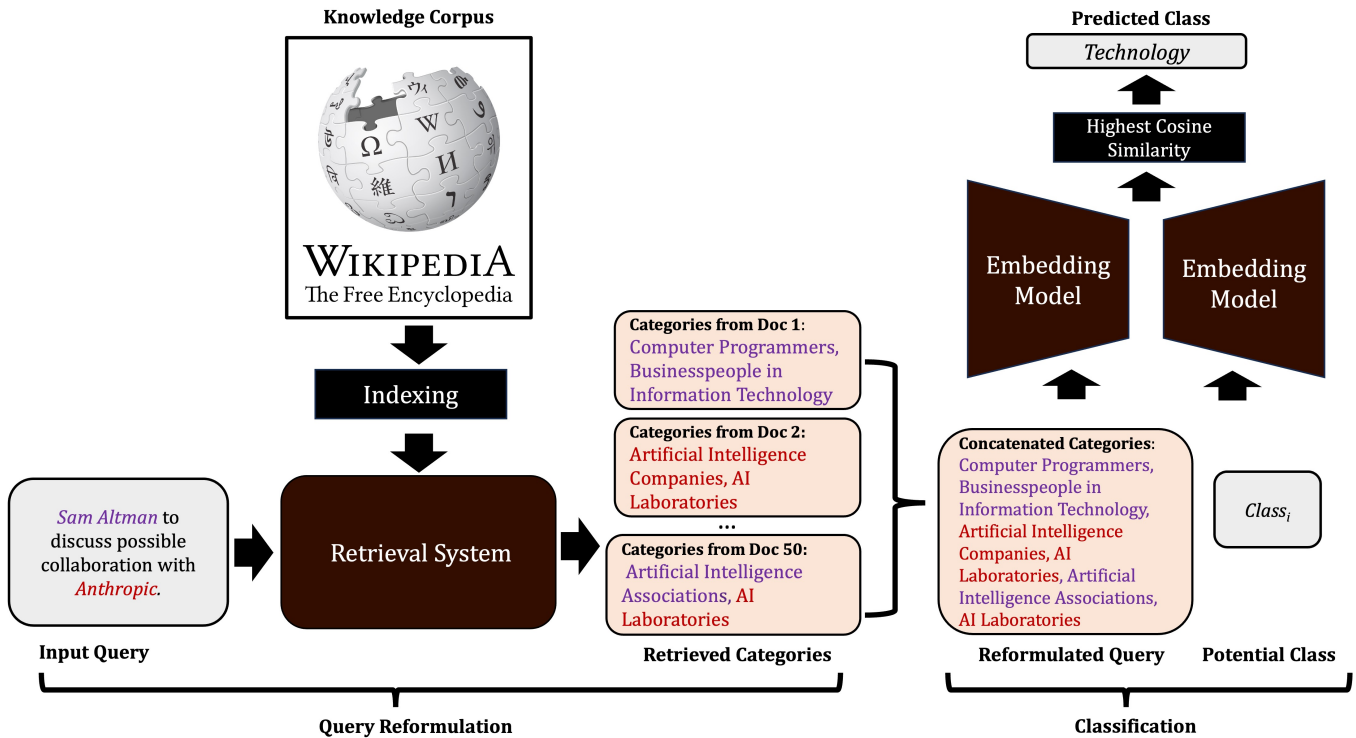 Knowledge Corpus
Ω
W
И
維
WIKIPEDIA
The Free Encyclopedia
Indexing
Sam Altman to
discuss possible
collaboration with
Anthropic.
Input Query
Retrieval System
Categories from Doc 1:
Computer Programmers,
Businesspeople in
Information Technology
Categories from Doc 2:
Artificial Intelligence
Companies, AI
Laboratories
...
Categories from Doc 50:
Artificial Intelligence
Associations, AI
Laboratories
Retrieved Categories
Query Reformulation
Predicted Class
Technology
Highest Cosine
Similarity
Embedding
Model
Embedding
Model
Concatenated Categories:
Computer Programmers,
Businesspeople in
Information Technology,
Artificial Intelligence
Companies, AI
Laboratories, Artificial
Intelligence Associations,
AI Laboratories
Reformulated Query
Class_i
Potential Class
Classification